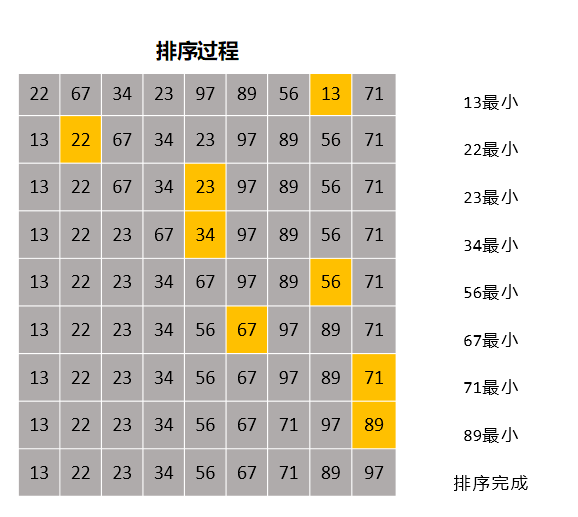 排序过程
22 67 34 23 97 89 56 13 71 13最小
13 22 67 34 23 97 89 56 71 22最小
13 22 67 34 23 97 89 56 71 23最小
13 22 23 67 34 97 89 56 71 34最小
13 22 23 34 67 97 89 56 71 56最小
13 22 23 34 56 67 97 89 71 67最小
13 22 23 34 56 67 97 89 71 71最小
13 22 23 34 56 67 71 97 89 89最小
13 22 23 34 56 67 71 89 97 排序完成